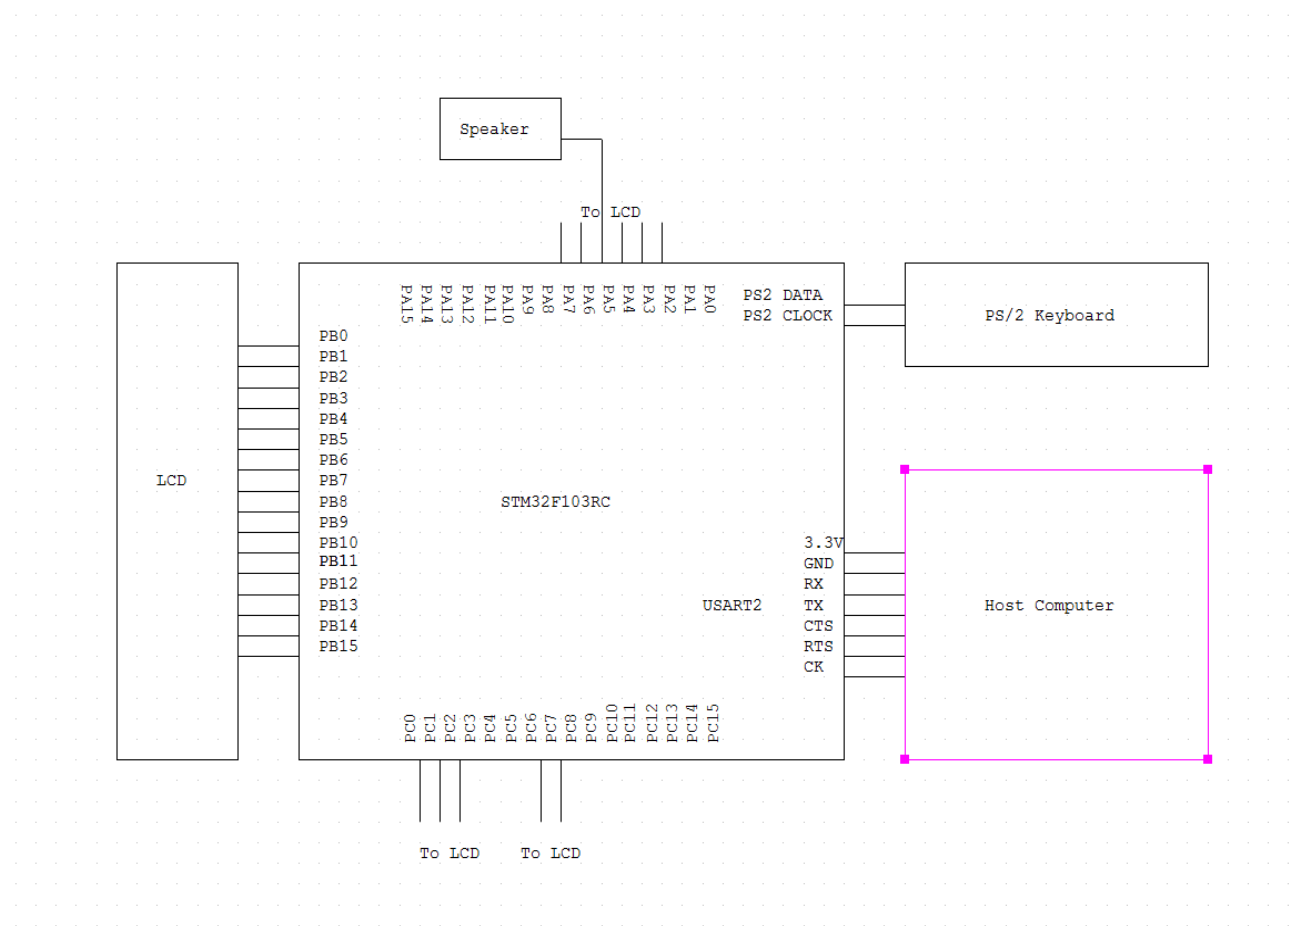 Speaker
To LCD
PA15
PA14
PA13
PA12
PA11
PA10
PA9
PA8
PA7
PA6
PA5
PA4
PA3
PA2
PA1
PA0
PS2 DATA
PS2 CLOCK
PS/2 Keyboard
PB0
PB1
PB2
PB3
PB4
PB5
PB6
PB7
PB8
PB9
PB10
PB11
PB12
PB13
PB14
PB15
LCD
STM32F103RC
3.3V
GND
RX
USART2
TX
CTS
RTS
CK
Host Computer
PC0
PC1
PC2
PC3
PC4
PC5
PC6
PC7
PC8
PC9
PC10
PC11
PC12
PC13
PC14
PC15
To LCD
To LCD